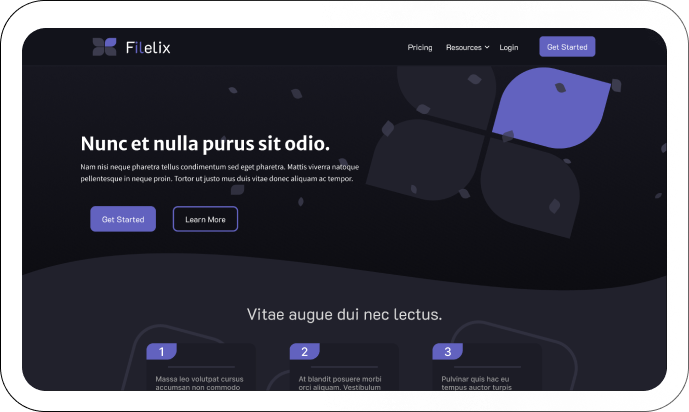 Filelix
Pricing
Resources
Login
Get Started
Nunc et nulla purus sit odio.
Nam nisi neque pharetra tellus condimentum sed eget pharetra. Mattis viverra natoque
pellentesque in neque proin. Tortor ut justo mus duis vitae donec aliquam ac tempor.
Get Started
Learn More
Vitae augue dui nec lectus.
1
Massa leo volutpat cursus
accumsan non commodo
2
At blandit posuere morbi
orci aliquam. Vestibulum
3
Pulvinar quis hac eu
tempus auctor turpis